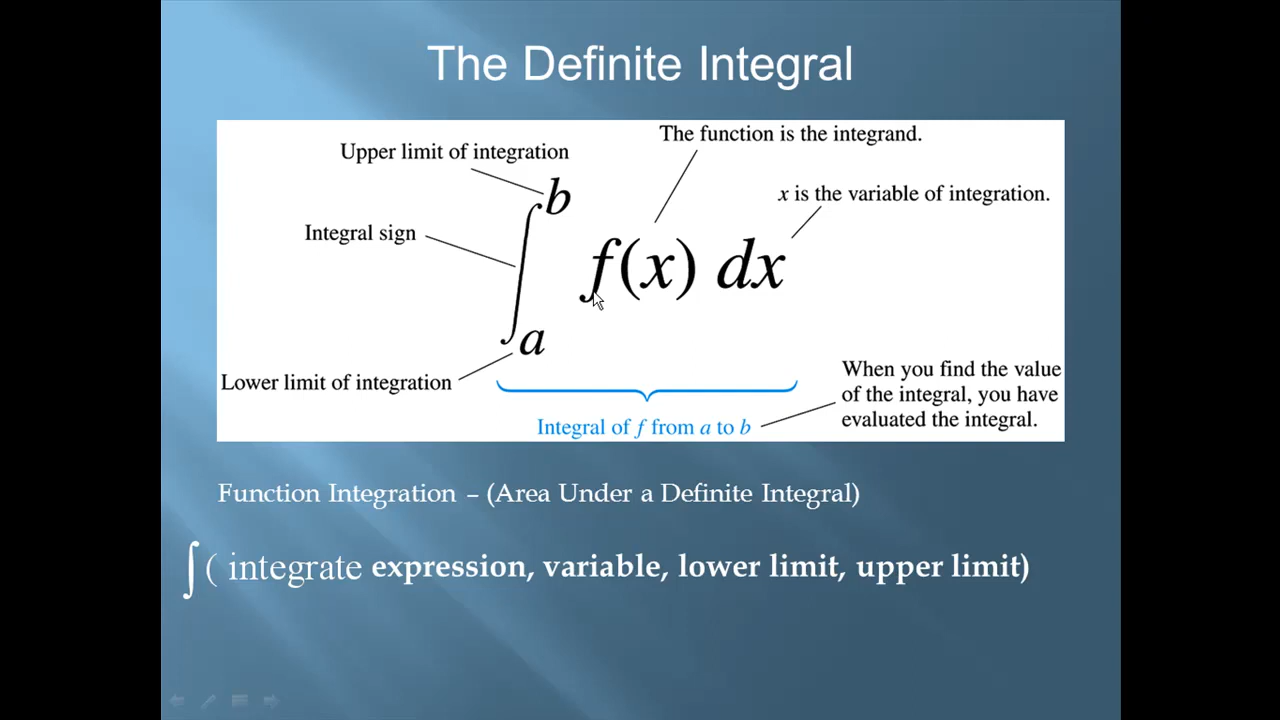 The Definite Integral
The function is the integrand.
Upper limit of integration
x is the variable of integration.
Integral sign
∫ b a f(x) dx
Lower limit of integration
When you find the value
of the integral, you have
evaluated the integral.
Integral of f from a to b
Function Integration – (Area Under a Definite Integral)
∫( integrate expression, variable, lower limit, upper limit)